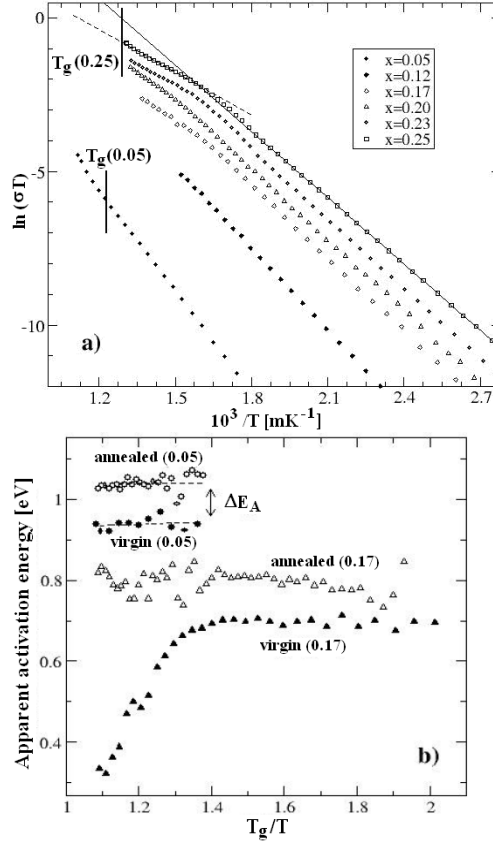 0
T_g(0.25)
x=0.05
x=0.12
x=0.17
x=0.20
x=0.23
x=0.25
T_g(0.05)
-5
ln (σT)
-10
a)
1.2
1.5
1.8
2.1
2.4
2.7
10^3 /T [mK^-1]
annealed (0.05)
ΔE_A
virgin (0.05)
annealed (0.17)
virgin (0.17)
1
0.8
0.6
0.4
Apparent activation energy [eV]
b)
1
1.2
1.4
1.6
1.8
2
T_g/T